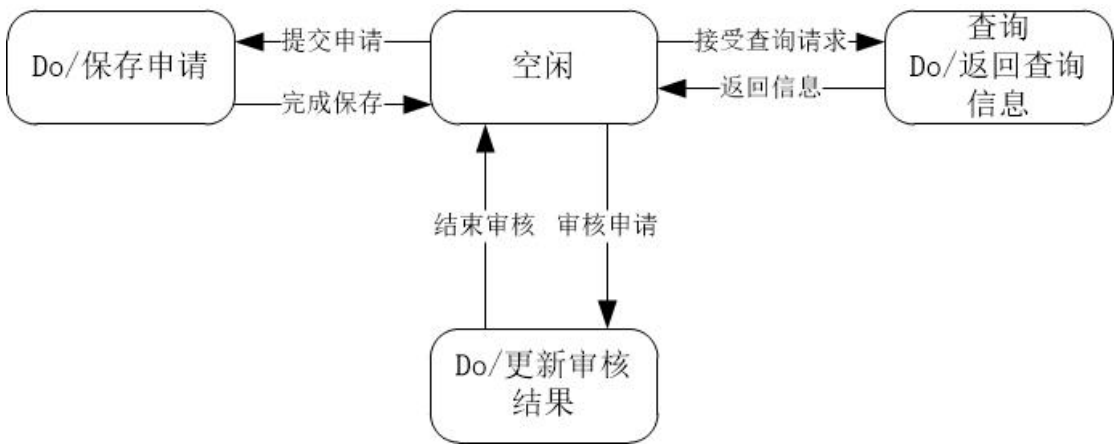 Do/保存申请
提交申请
完成保存
空闲
接受查询请求
返回信息
查询
Do/返回查询
信息
结束审核
审核申请
Do/更新审核
结果